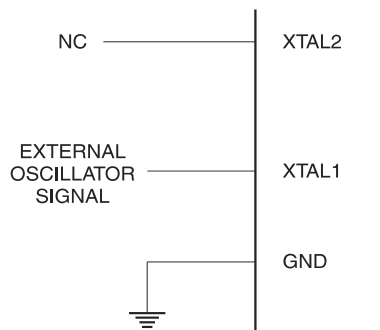 NC
XTAL2
EXTERNAL
OSCILLATOR
SIGNAL
XTAL1
GND